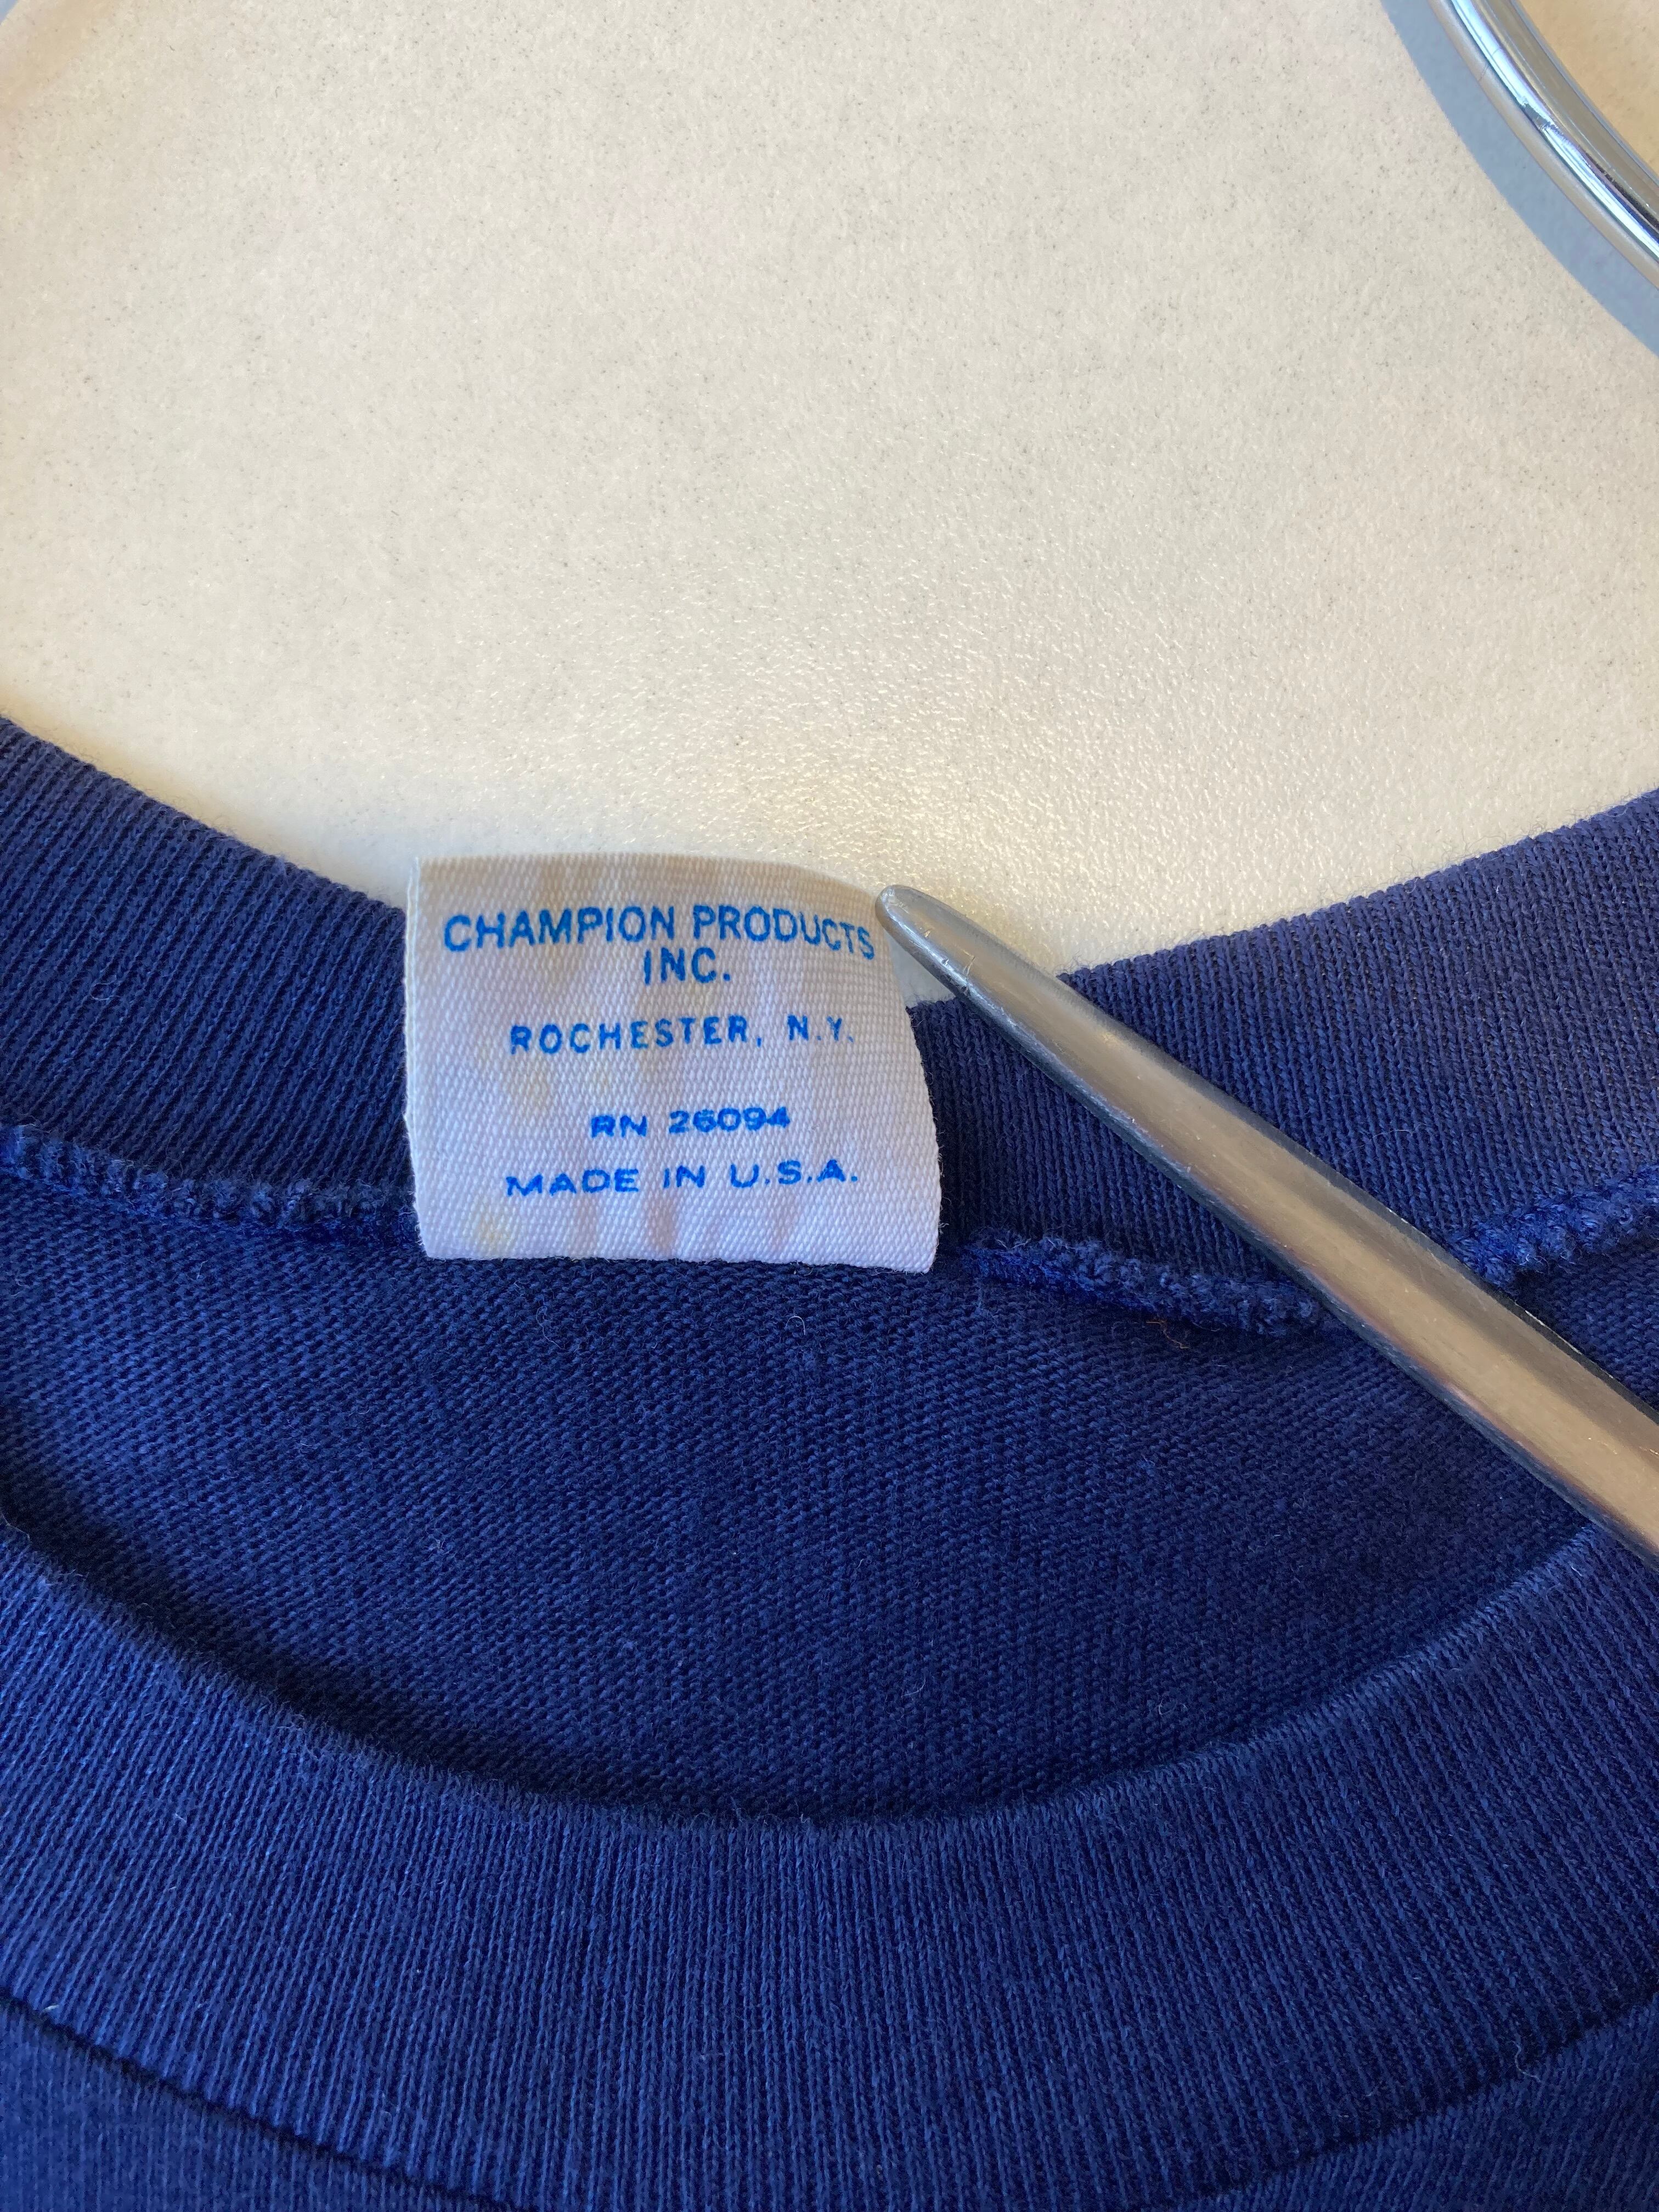 CHAMPION PRODUCTS
INC.
ROCHESTER, N.Y.
RN 26094
MADE IN U.S.A.